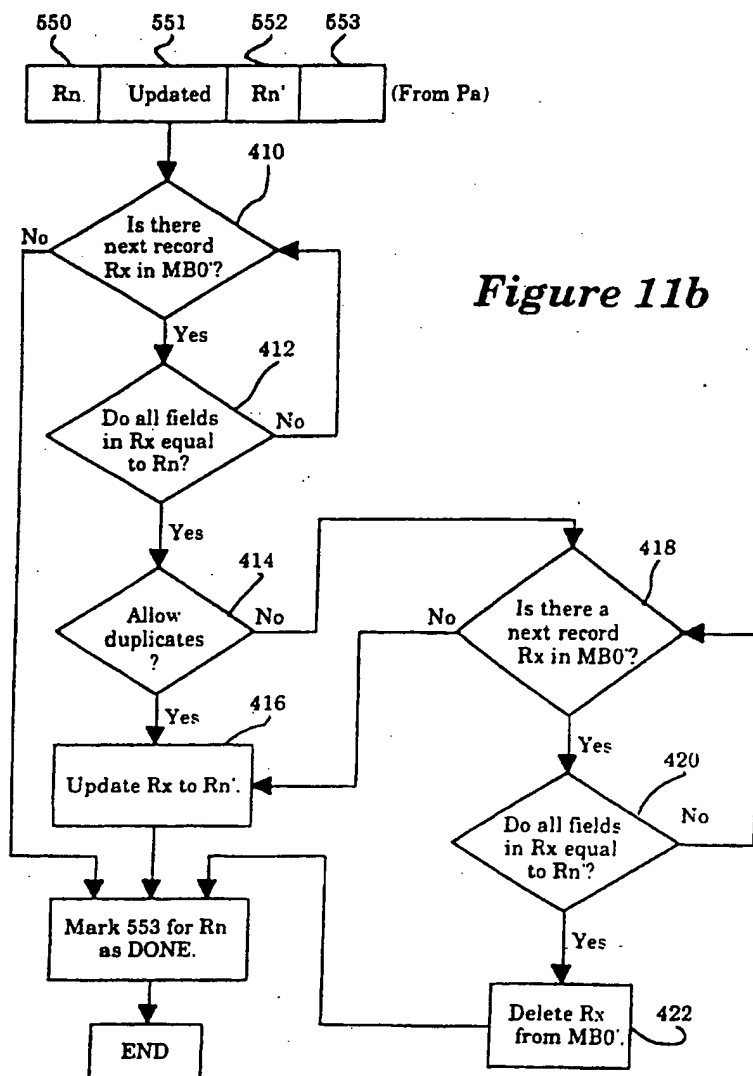 550
551
552
553
Rn
Updated
Rn'
(From Pa)
410
No
Is there
next record
Rx in MB0'?
Figure 11b
Yes
412
Do all fields
in Rx equal
to Rn?
No
Yes
414
Allow
duplicates
?
No
418
No
Is there a
next record
Rx in MB0'?
Yes
416
Update Rx to Rn'.
Yes
420
Do all fields
in Rx equal
to Rn'?
No
Mark 553 for Rn
as DONE.
Yes
END
Delete Rx
from MB0'.
422